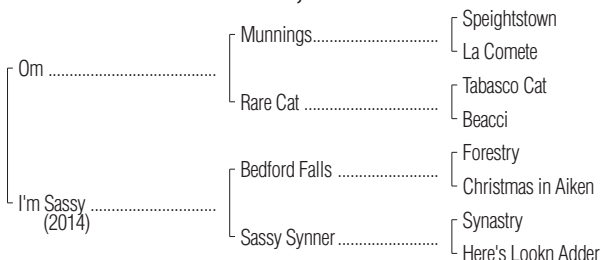 Speightstown
Munnings
La Comete
Om
Tabasco Cat
Rare Cat
Beacci
Forestry
Bedford Falls
Christmas in Aiken
I'm Sassy
(2014)
Synastry
Sassy Synner
Here's Lookn Adder